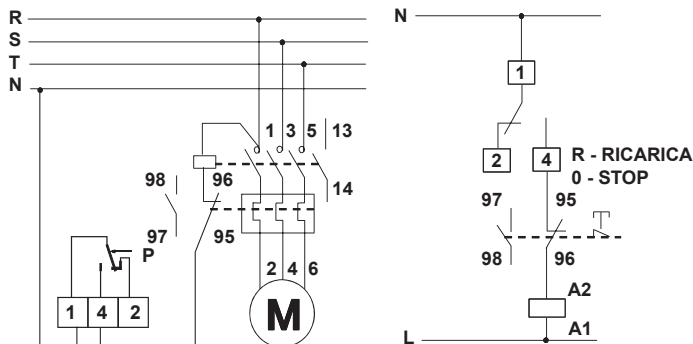 R
S
T
N
1 3 5 13
14
98
96
97
95
P
2 4 6
1 4 2
M
N
1
2
4
R - RICARICA
0 - STOP
97
95
98
96
A2
A1
L